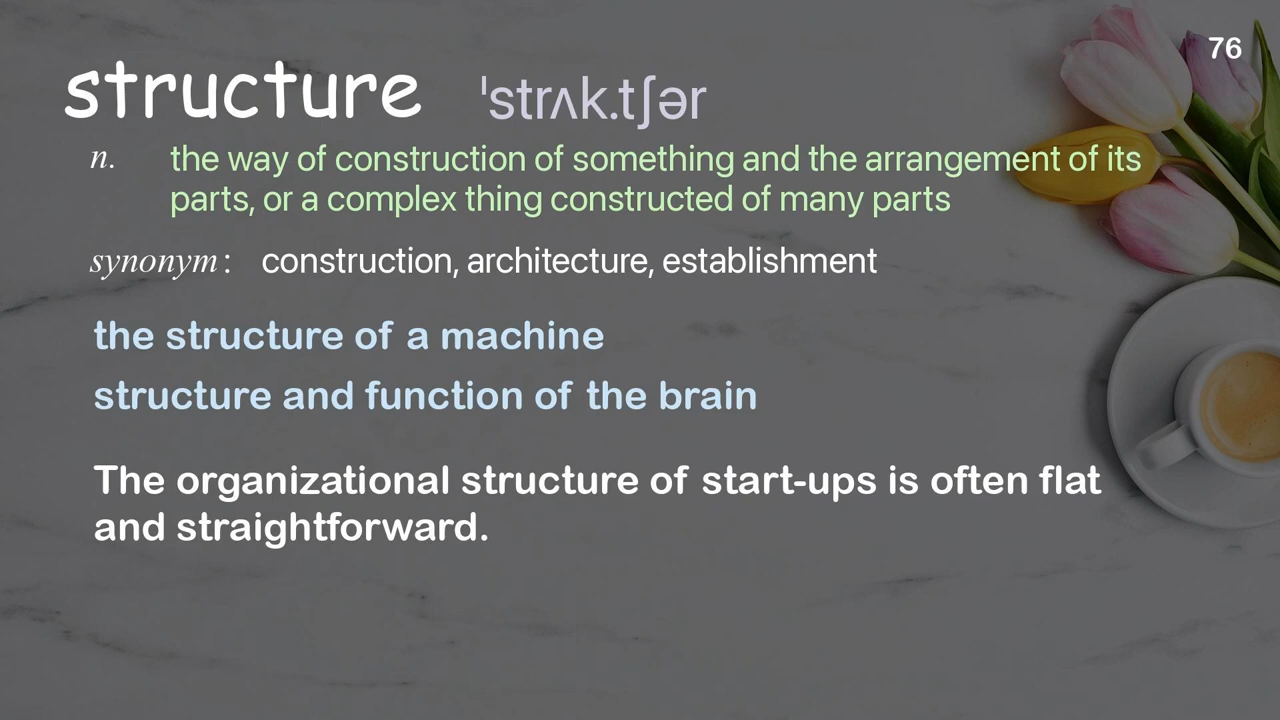 76
structure ˈstrʌk.tʃər
n. the way of construction of something and the arrangement of its
parts, or a complex thing constructed of many parts
synonym: construction, architecture, establishment
the structure of a machine
structure and function of the brain
The organizational structure of start-ups is often flat
and straightforward.